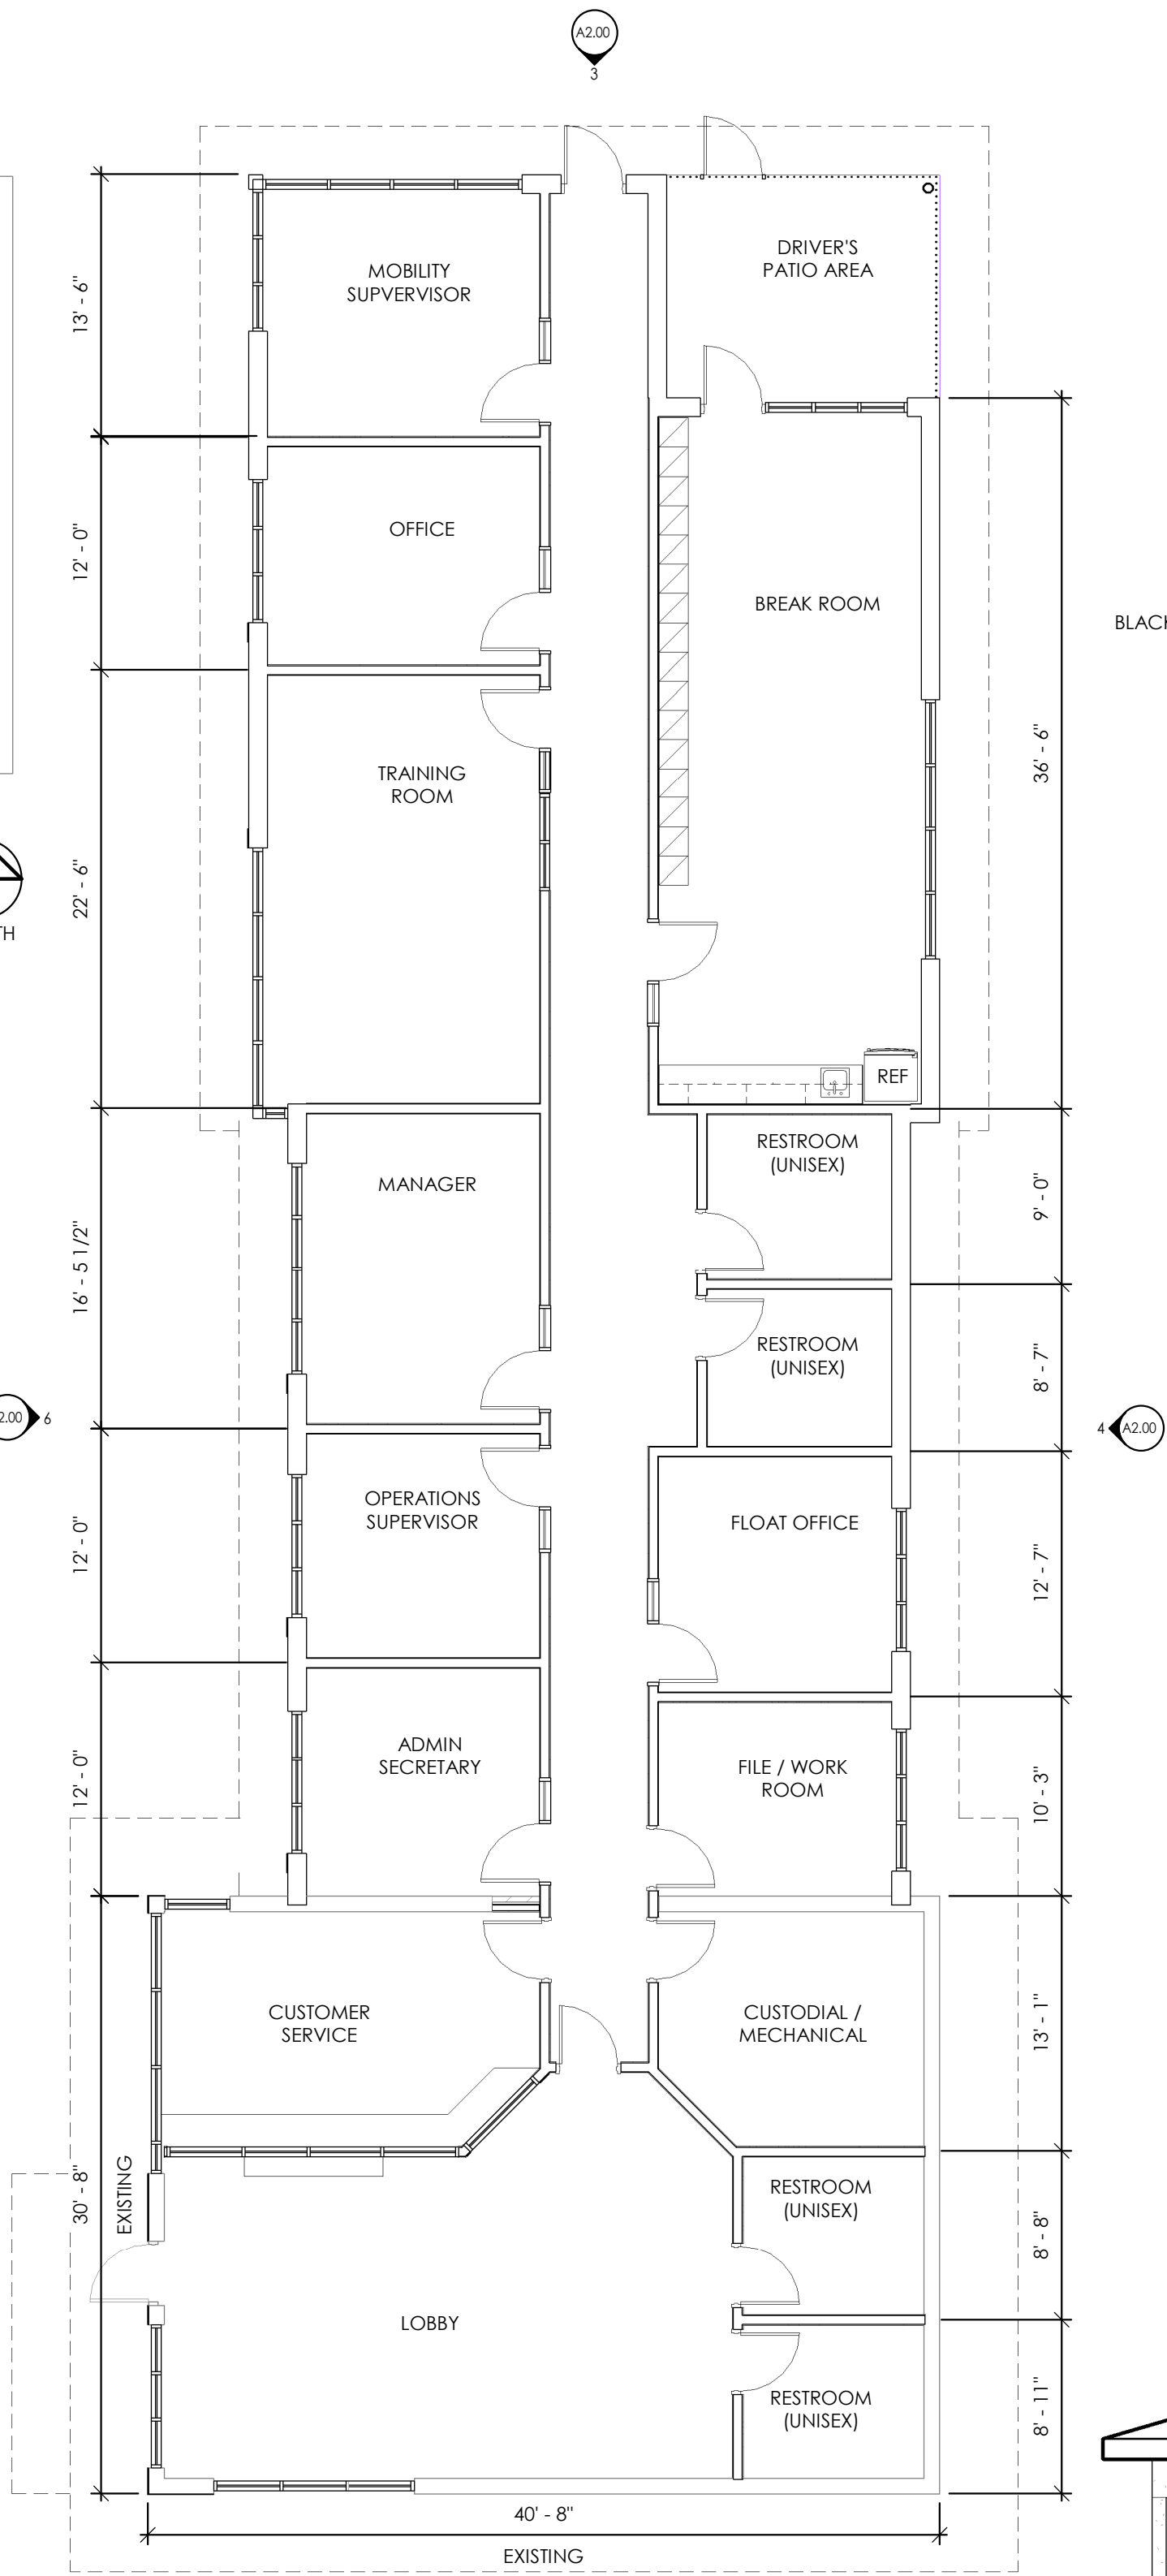 A2.00
3
DRIVER'S
PATIO AREA
MOBILITY
SUPVERVISOR
13' - 6"
OFFICE
12' - 0"
BREAK ROOM
BLACK
TRAINING
ROOM
36' - 6"
22' - 6"
TH
REF
RESTROOM
(UNISEX)
MANAGER
9' - 0"
16' - 5 1/2"
RESTROOM
(UNISEX)
8' - 7"
2.00
6
4
A2.00
OPERATIONS
SUPERVISOR
FLOAT OFFICE
12' - 0"
12' - 7"
ADMIN
SECRETARY
FILE / WORK
ROOM
12' - 0"
10' - 3"
CUSTOMER
SERVICE
CUSTODIAL /
MECHANICAL
13' - 1"
30' - 8"
EXISTING
RESTROOM
(UNISEX)
8' - 8"
LOBBY
RESTROOM
(UNISEX)
8' - 11"
40' - 8"
EXISTING